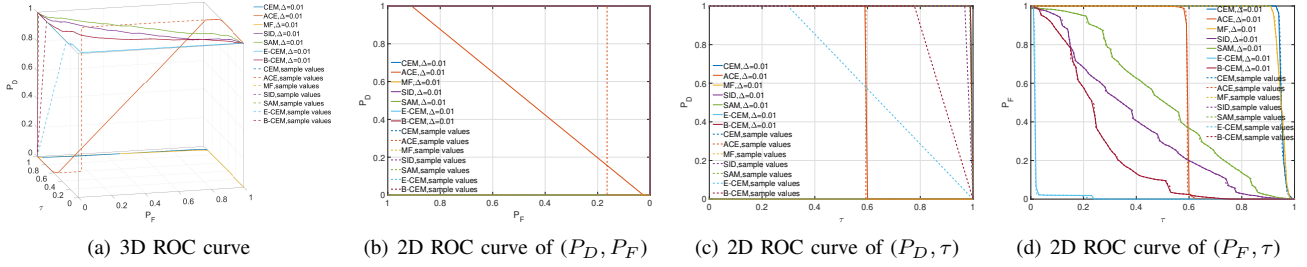 CEM,Δ=0.01
ACE,Δ=0.01
MF,Δ=0.01
SID,Δ=0.01
SAM,Δ=0.01
E-CEM,Δ=0.01
B-CEM,Δ=0.01
CEM,sample values
ACE,sample values
MF,sample values
SID,sample values
SAM,sample values
E-CEM,sample values
B-CEM,sample values
P_D
1
0.8
0.6
0.4
0.2
0
1
0.8
0.6
0.4
0.2
0
τ
0 0.2 0.4 0.6 0.8 1
P_F
(a) 3D ROC curve
P_D
1
0.8
0.6
0.4
0.2
0
CEM,Δ=0.01
ACE,Δ=0.01
MF,Δ=0.01
SID,Δ=0.01
SAM,Δ=0.01
E-CEM,Δ=0.01
B-CEM,Δ=0.01
CEM,sample values
ACE,sample values
MF,sample values
SID,sample values
SAM,sample values
E-CEM,sample values
B-CEM,sample values
1 0.8 0.6 0.4 0.2 0
P_F
(b) 2D ROC curve of (P_D, P_F)
P_D
1
0.8
0.6
0.4
0.2
0
CEM,Δ=0.01
ACE,Δ=0.01
MF,Δ=0.01
SID,Δ=0.01
SAM,Δ=0.01
E-CEM,Δ=0.01
B-CEM,Δ=0.01
CEM,sample values
ACE,sample values
MF,sample values
SID,sample values
SAM,sample values
E-CEM,sample values
B-CEM,sample values
0 0.2 0.4 0.6 0.8 1
τ
(c) 2D ROC curve of (P_D, τ)
P_F
1
0.8
0.6
0.4
0.2
0
CEM,Δ=0.01
ACE,Δ=0.01
MF,Δ=0.01
SID,Δ=0.01
SAM,Δ=0.01
E-CEM,Δ=0.01
B-CEM,Δ=0.01
CEM,sample values
ACE,sample values
MF,sample values
SID,sample values
SAM,sample values
E-CEM,sample values
B-CEM,sample values
0 0.2 0.4 0.6 0.8 1
τ
(d) 2D ROC curve of (P_F, τ)